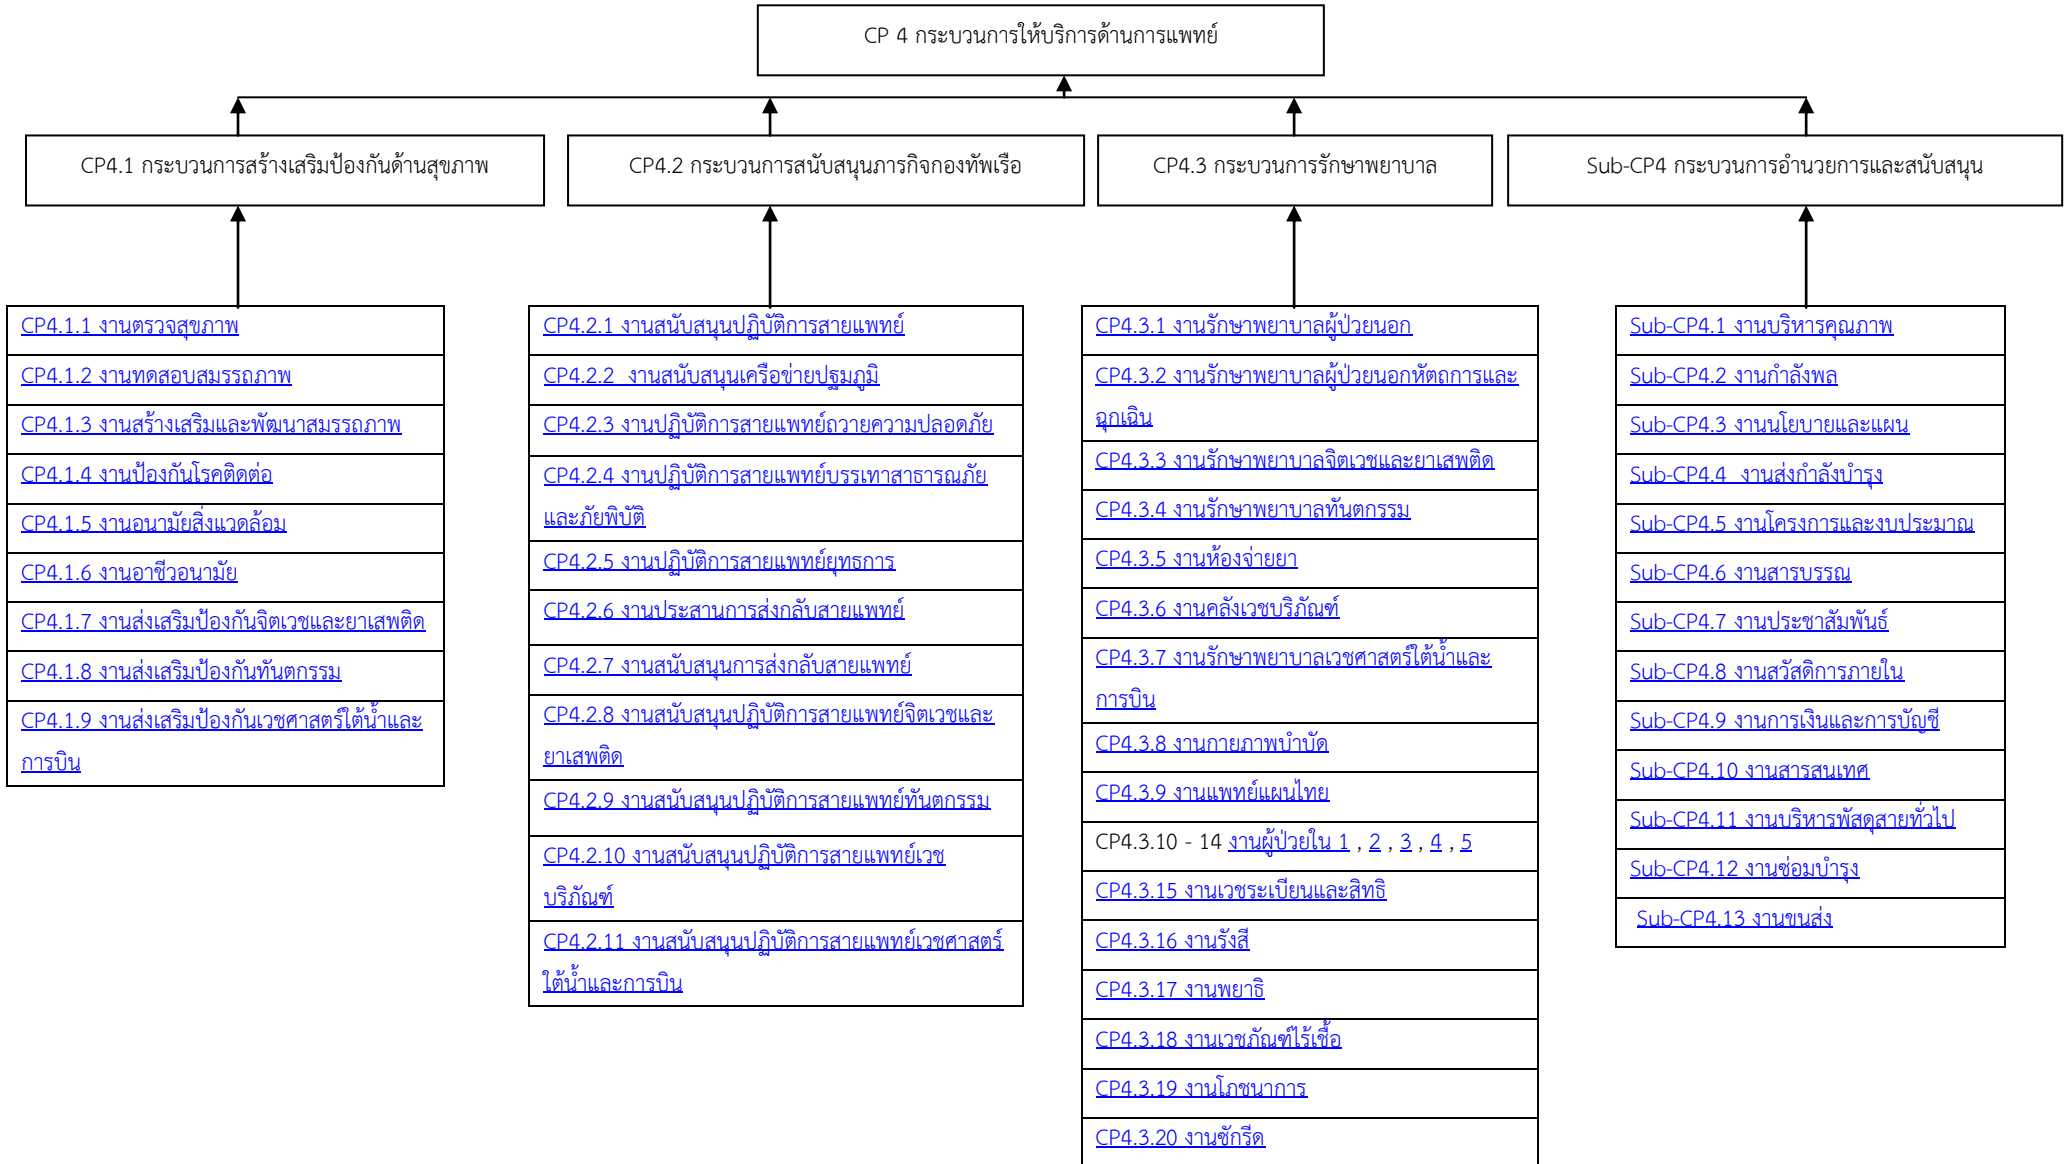 CP 4 กระบวนการให้บริการด้านการแพทย์
CP4.1 กระบวนการสร้างเสริมป้องกันด้านสุขภาพ
CP4.2 กระบวนการสนับสนุนภารกิจกองทัพเรือ
CP4.3 กระบวนการรักษาพยาบาล
Sub-CP4 กระบวนการอำนวยการและสนับสนุน
CP4.1.1 งานตรวจสุขภาพ
CP4.1.2 งานทดสอบสมรรถภาพ
CP4.1.3 งานสร้างเสริมและพัฒนาสมรรถภาพ
CP4.1.4 งานป้องกันโรคติดต่อ
CP4.1.5 งานอนามัยสิ่งแวดล้อม
CP4.1.6 งานอาชีวอนามัย
CP4.1.7 งานส่งเสริมป้องกันจิตเวชและยาเสพติด
CP4.1.8 งานส่งเสริมป้องกันทันตกรรม
CP4.1.9 งานส่งเสริมป้องกันเวชศาสตร์ใต้น้ำและ
การบิน
CP4.2.1 งานสนับสนุนปฏิบัติการสายแพทย์
CP4.2.2  งานสนับสนุนเครือข่ายปฐมภูมิ
CP4.2.3 งานปฏิบัติการสายแพทย์ถวายความปลอดภัย
CP4.2.4 งานปฏิบัติการสายแพทย์บรรเทาสาธารณภัย
และภัยพิบัติ
CP4.2.5 งานปฏิบัติการสายแพทย์ยุทธการ
CP4.2.6 งานประสานการส่งกลับสายแพทย์
CP4.2.7 งานสนับสนุนการส่งกลับสายแพทย์
CP4.2.8 งานสนับสนุนปฏิบัติการสายแพทย์จิตเวชและ
ยาเสพติด
CP4.2.9 งานสนับสนุนปฏิบัติการสายแพทย์ทันตกรรม
CP4.2.10 งานสนับสนุนปฏิบัติการสายแพทย์เวช
บริภัณฑ์
CP4.2.11 งานสนับสนุนปฏิบัติการสายแพทย์เวชศาสตร์
ใต้น้ำและการบิน
CP4.3.1 งานรักษาพยาบาลผู้ป่วยนอก
CP4.3.2 งานรักษาพยาบาลผู้ป่วยนอกหัตถการและ
ฉุกเฉิน
CP4.3.3 งานรักษาพยาบาลจิตเวชและยาเสพติด
CP4.3.4 งานรักษาพยาบาลทันตกรรม
CP4.3.5 งานห้องจ่ายยา
CP4.3.6 งานคลังเวชบริภัณฑ์
CP4.3.7 งานรักษาพยาบาลเวชศาสตร์ใต้น้ำและ
การบิน
CP4.3.8 งานกายภาพบำบัด
CP4.3.9 งานแพทย์แผนไทย
CP4.3.10 - 14 งานผู้ป่วยใน 1 , 2 , 3 , 4 , 5
CP4.3.15 งานเวชระเบียนและสิทธิ
CP4.3.16 งานรังสี
CP4.3.17 งานพยาธิ
CP4.3.18 งานเวชภัณฑ์ไร้เชื้อ
CP4.3.19 งานโภชนาการ
CP4.3.20 งานซักรีด
Sub-CP4.1 งานบริหารคุณภาพ
Sub-CP4.2 งานกำลังพล
Sub-CP4.3 งานนโยบายและแผน
Sub-CP4.4  งานส่งกำลังบำรุง
Sub-CP4.5 งานโครงการและงบประมาณ
Sub-CP4.6 งานสารบรรณ
Sub-CP4.7 งานประชาสัมพันธ์
Sub-CP4.8 งานสวัสดิการภายใน
Sub-CP4.9 งานการเงินและการบัญชี
Sub-CP4.10 งานสารสนเทศ
Sub-CP4.11 งานบริหารพัสดุสายทั่วไป
Sub-CP4.12 งานซ่อมบำรุง
Sub-CP4.13 งานขนส่ง